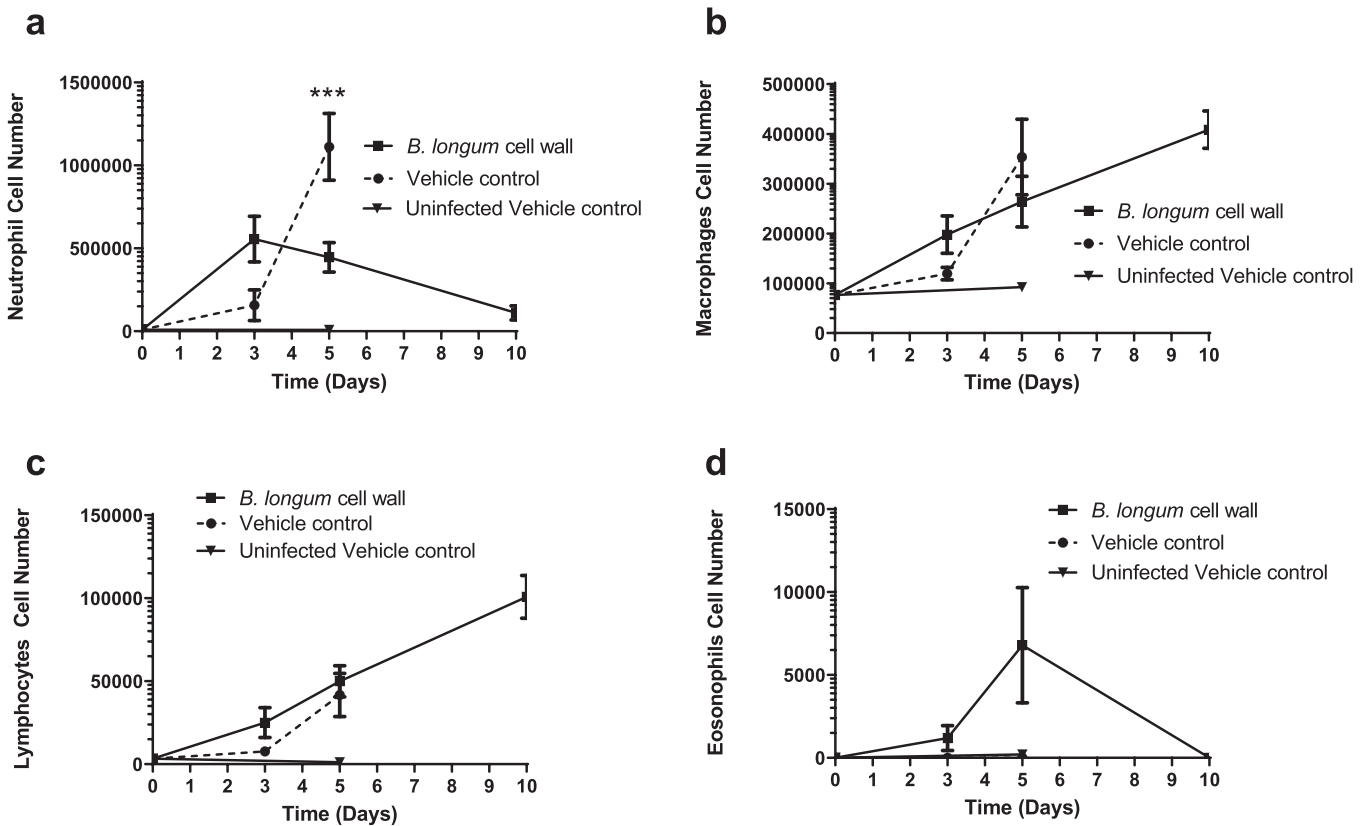 a
Neutrophil Cell Number
1500000
1000000
500000
0
***
B. longum cell wall
Vehicle control
Uninfected Vehicle control
0 1 2 3 4 5 6 7 8 9 10
Time (Days)
b
Macrophages Cell Number
500000
400000
300000
200000
100000
0
B. longum cell wall
Vehicle control
Uninfected Vehicle control
0 1 2 3 4 5 6 7 8 9 10
Time (Days)
c
Lymphocytes Cell Number
B. longum cell wall
Vehicle control
Uninfected Vehicle control
150000
100000
50000
0
0 1 2 3 4 5 6 7 8 9 10
Time (Days)
d
Eosonophils Cell Number
15000
10000
5000
0
B. longum cell wall
Vehicle control
Uninfected Vehicle control
0 1 2 3 4 5 6 7 8 9 10
Time (Days)